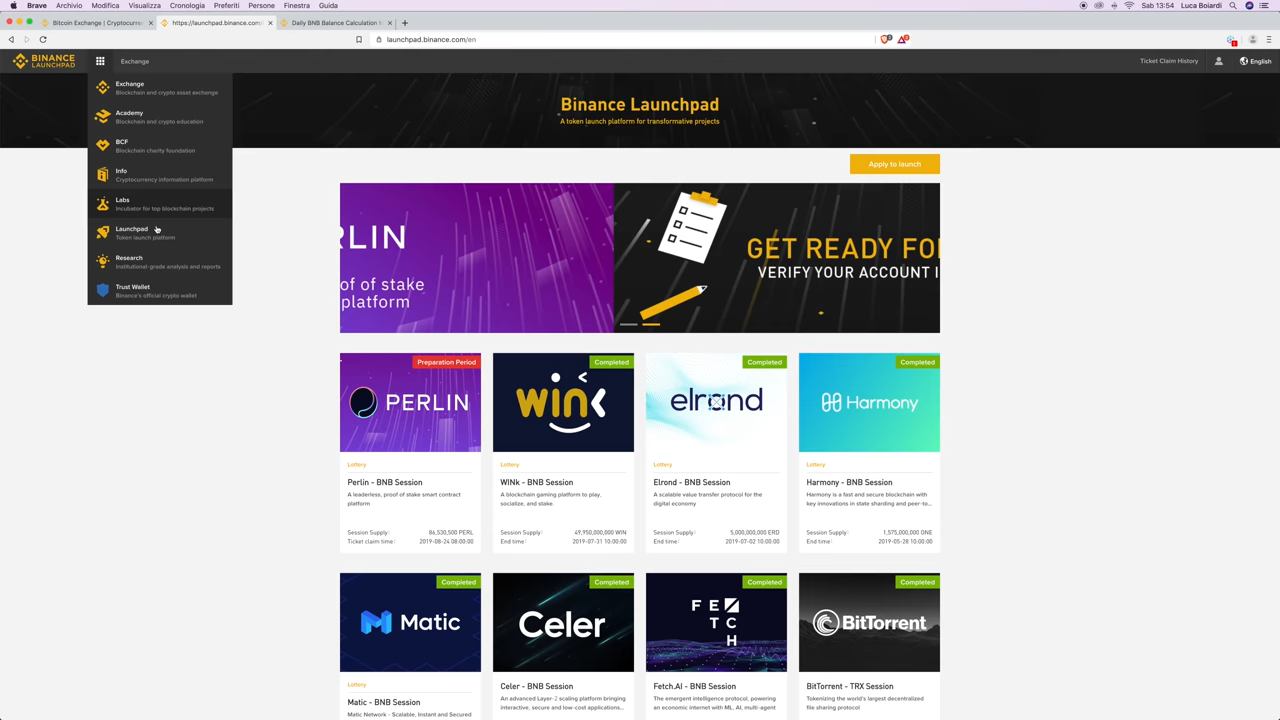 Brave Archivio Modifica Visualizza Cronologia Preferiti Persone Finestra Guida Sab 13:54 Luca Boiardi
Bitcoin Exchange | Cryptocurre
https://launchpad.binance.com/
Daily BNB Balance Calculation
launchpad.binance.com/en
BINANCE
LAUNCHPAD
Exchange
Ticket Claim History
English
Exchange
Blockchain and crypto asset exchange
Academy
Blockchain and crypto education
BCF
Blockchain charity foundation
Info
Cryptocurrency information platform
Labs
Incubator for top blockchain projects
Launchpad
Token launch platform
Research
Institutional-grade analysis and reports
Trust Wallet
Binance's official crypto wallet
Binance Launchpad
A token launch platform for transformative projects
Apply to launch
RLIN
of stake
platform
GET READY FO
VERIFY YOUR ACCOUNT I
Preparation Period
PERLIN
Lottery
Perlin - BNB Session
A leaderless, proof of stake smart contract
platform
Session Supply: 86,530,500 PERL
Ticket claim time: 2019-08-24 08:00:00
Completed
wink
Lottery
WINk - BNB Session
A blockchain gaming platform to play,
socialize, and stake
Session Supply: 49,950,000,000 WIN
End time: 2019-07-31 10:00:00
Completed
elrond
Lottery
Elrond - BNB Session
A scalable value transfer protocol for the
digital economy
Session Supply: 5,000,000,000 ERD
End time: 2019-07-02 10:00:00
Completed
Harmony
Lottery
Harmony - BNB Session
Harmony is a fast and secure blockchain with
key innovations in state sharding and peer-to...
Session Supply: 1,575,000,000 ONE
End time: 2019-05-28 10:00:00
Completed
Matic
Lottery
Matic - BNB Session
Matic Network - Scalable, Instant and Secured
Completed
Celer
Celer - BNB Session
An advanced Layer-2 scaling platform bringing
interactive, secure and low-cost applications...
Completed
FE
TC
H
Fetch.AI - BNB Session
The emergent intelligence protocol, powering
an economic internet with ML, AI, multi-agent
Completed
BitTorrent
BitTorrent - TRX Session
Tokenizing the world's largest decentralized
file sharing protocol